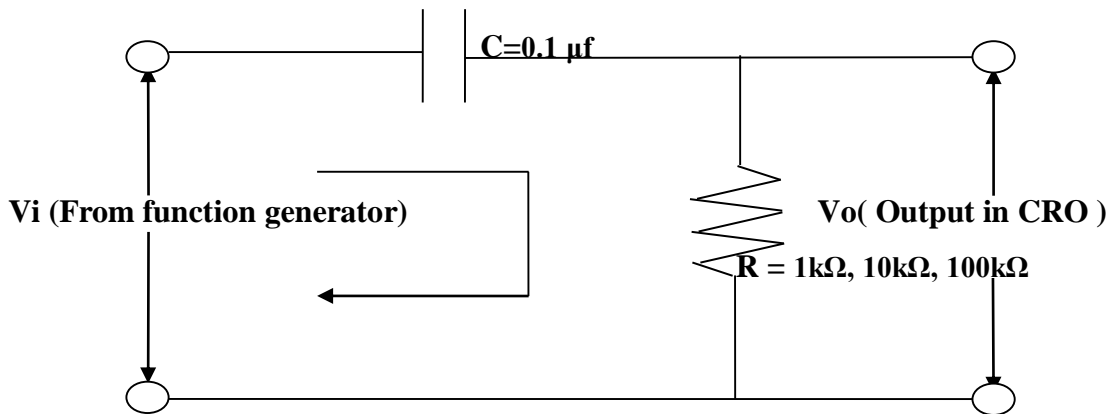 C=0.1 μf
Vi (From function generator)
Vo( Output in CRO )
R = 1kΩ, 10kΩ, 100kΩ